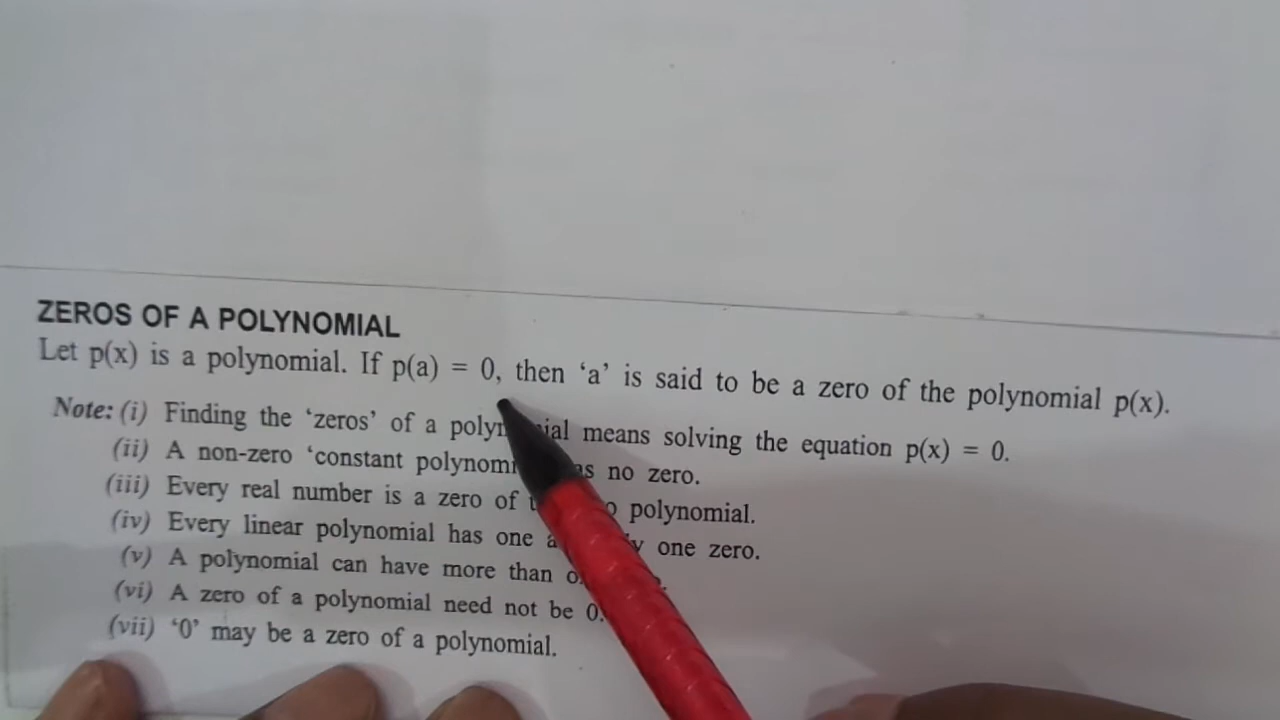 ZEROS OF A POLYNOMIAL
Let p(x) is a polynomial. If p(a) = 0, then ‘a’ is said to be a zero of the polynomial p(x).
Note: (i) Finding the ‘zeros’ of a means solving the equation p(x) = 0.
(ii) A non-zero ‘constant no zero.
(iii) Every real number is a zero of polynomial.
(iv) Every linear polynomial has one one zero.
(v) A polynomial can have more than
(vi) A zero of a polynomial need not be 0.
(vii) ‘0’ may be a zero of a polynomial.